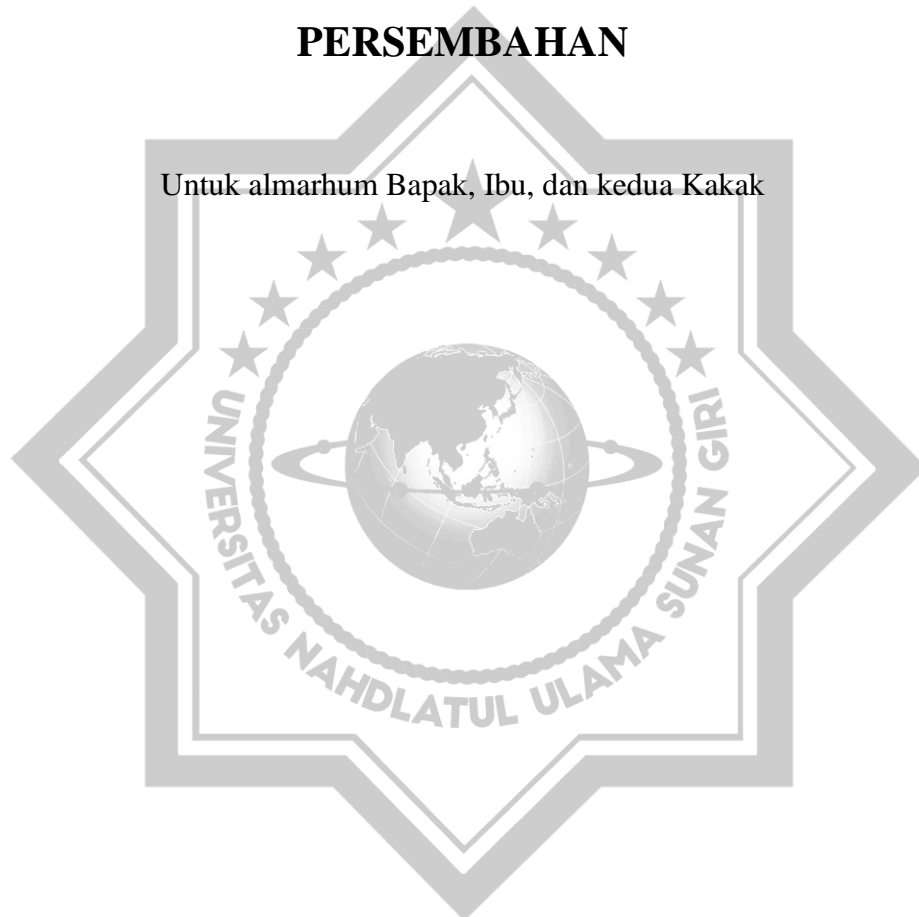 PERSEMBAHAN
Untuk almarhum Bapak, Ibu, dan kedua Kakak
UNIVERSITAS NAHDLATUL ULAMA SUNAN GIRI